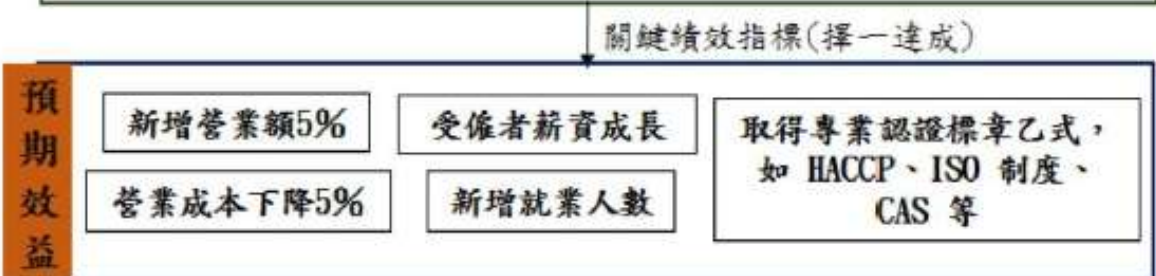 關鍵績效指標(擇一達成)
預期效益
新增營業額5%
受僱者薪資成長
取得專業認證標章乙式，
如 HACCP、ISO 制度、
CAS 等
營業成本下降5%
新增就業人數